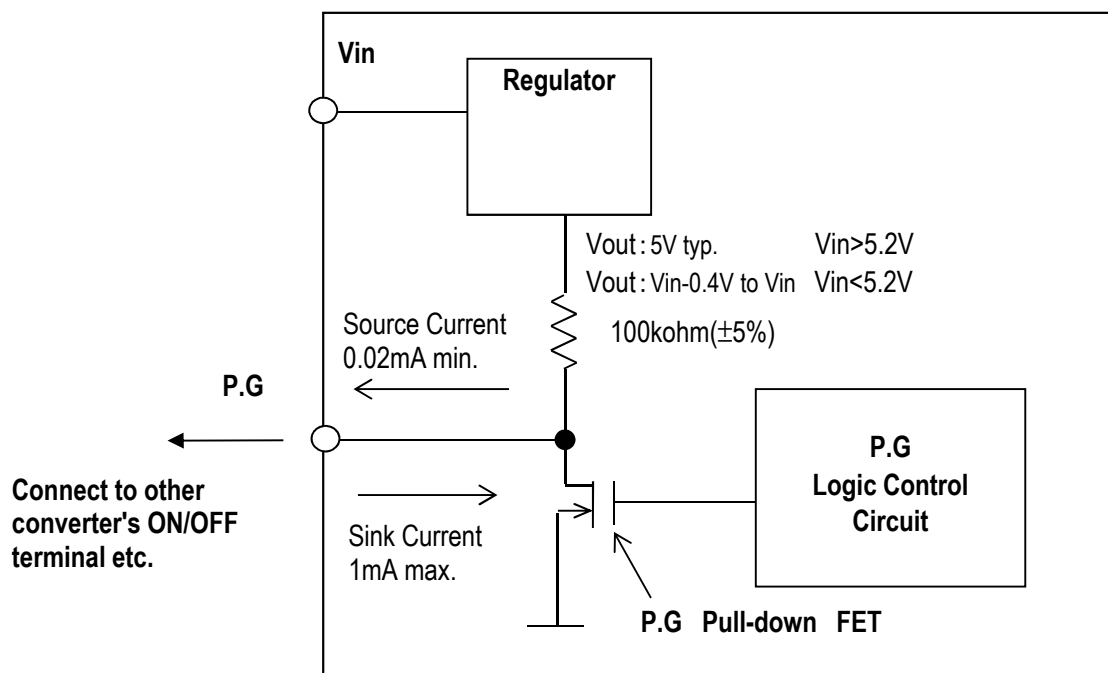 Vin
Regulator
Vout : 5V typ. Vin>5.2V
Vout : Vin-0.4V to Vin Vin<5.2V
100kohm(±5%)
Source Current
0.02mA min.
P.G
Connect to other
converter's ON/OFF
terminal etc.
Sink Current
1mA max.
P.G
Logic Control
Circuit
P.G Pull-down FET